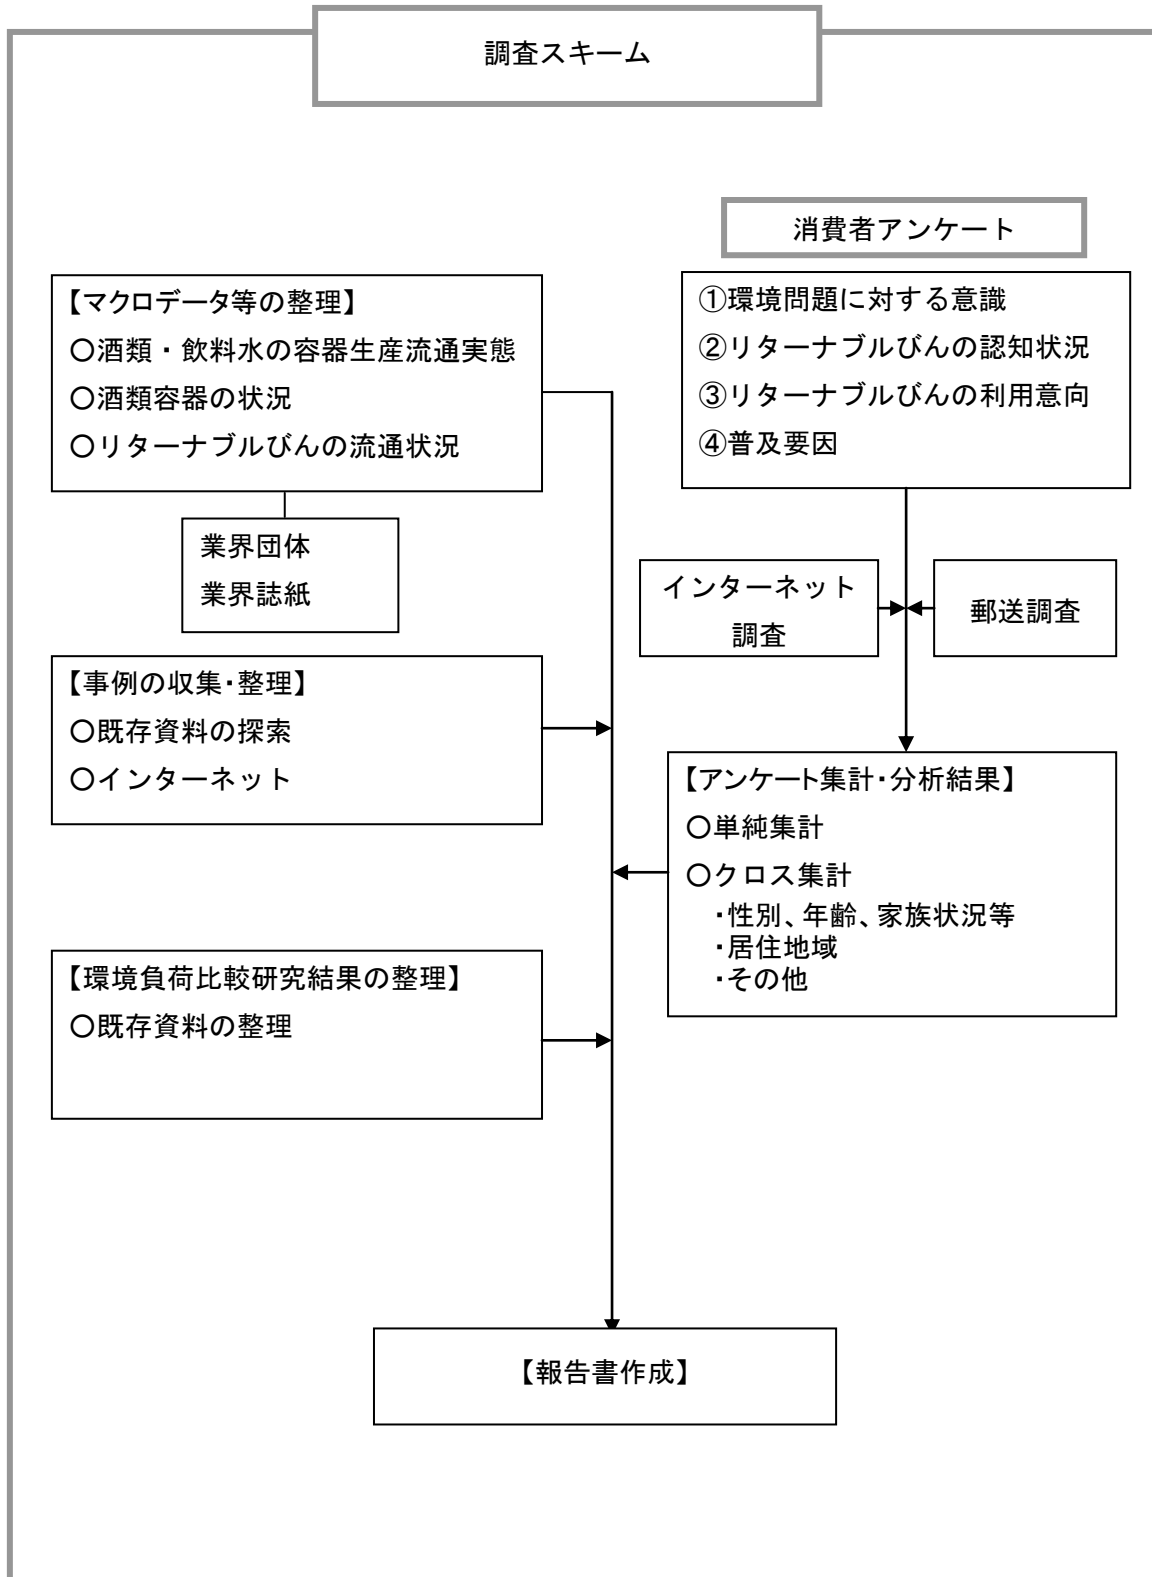 調査スキーム
消費者アンケート
【マクロデータ等の整理】
〇酒類・飲料水の容器生産流通実態
〇酒類容器の状況
〇リターナブルびんの流通状況
業界団体
業界誌紙
①環境問題に対する意識
②リターナブルびんの認知状況
③リターナブルびんの利用意向
④普及要因
インターネット
調査
郵送調査
【事例の収集・整理】
〇既存資料の探索
〇インターネット
【アンケート集計・分析結果】
〇単純集計
〇クロス集計
・性別、年齢、家族状況等
・居住地域
・その他
【環境負荷比較研究結果の整理】
〇既存資料の整理
【報告書作成】